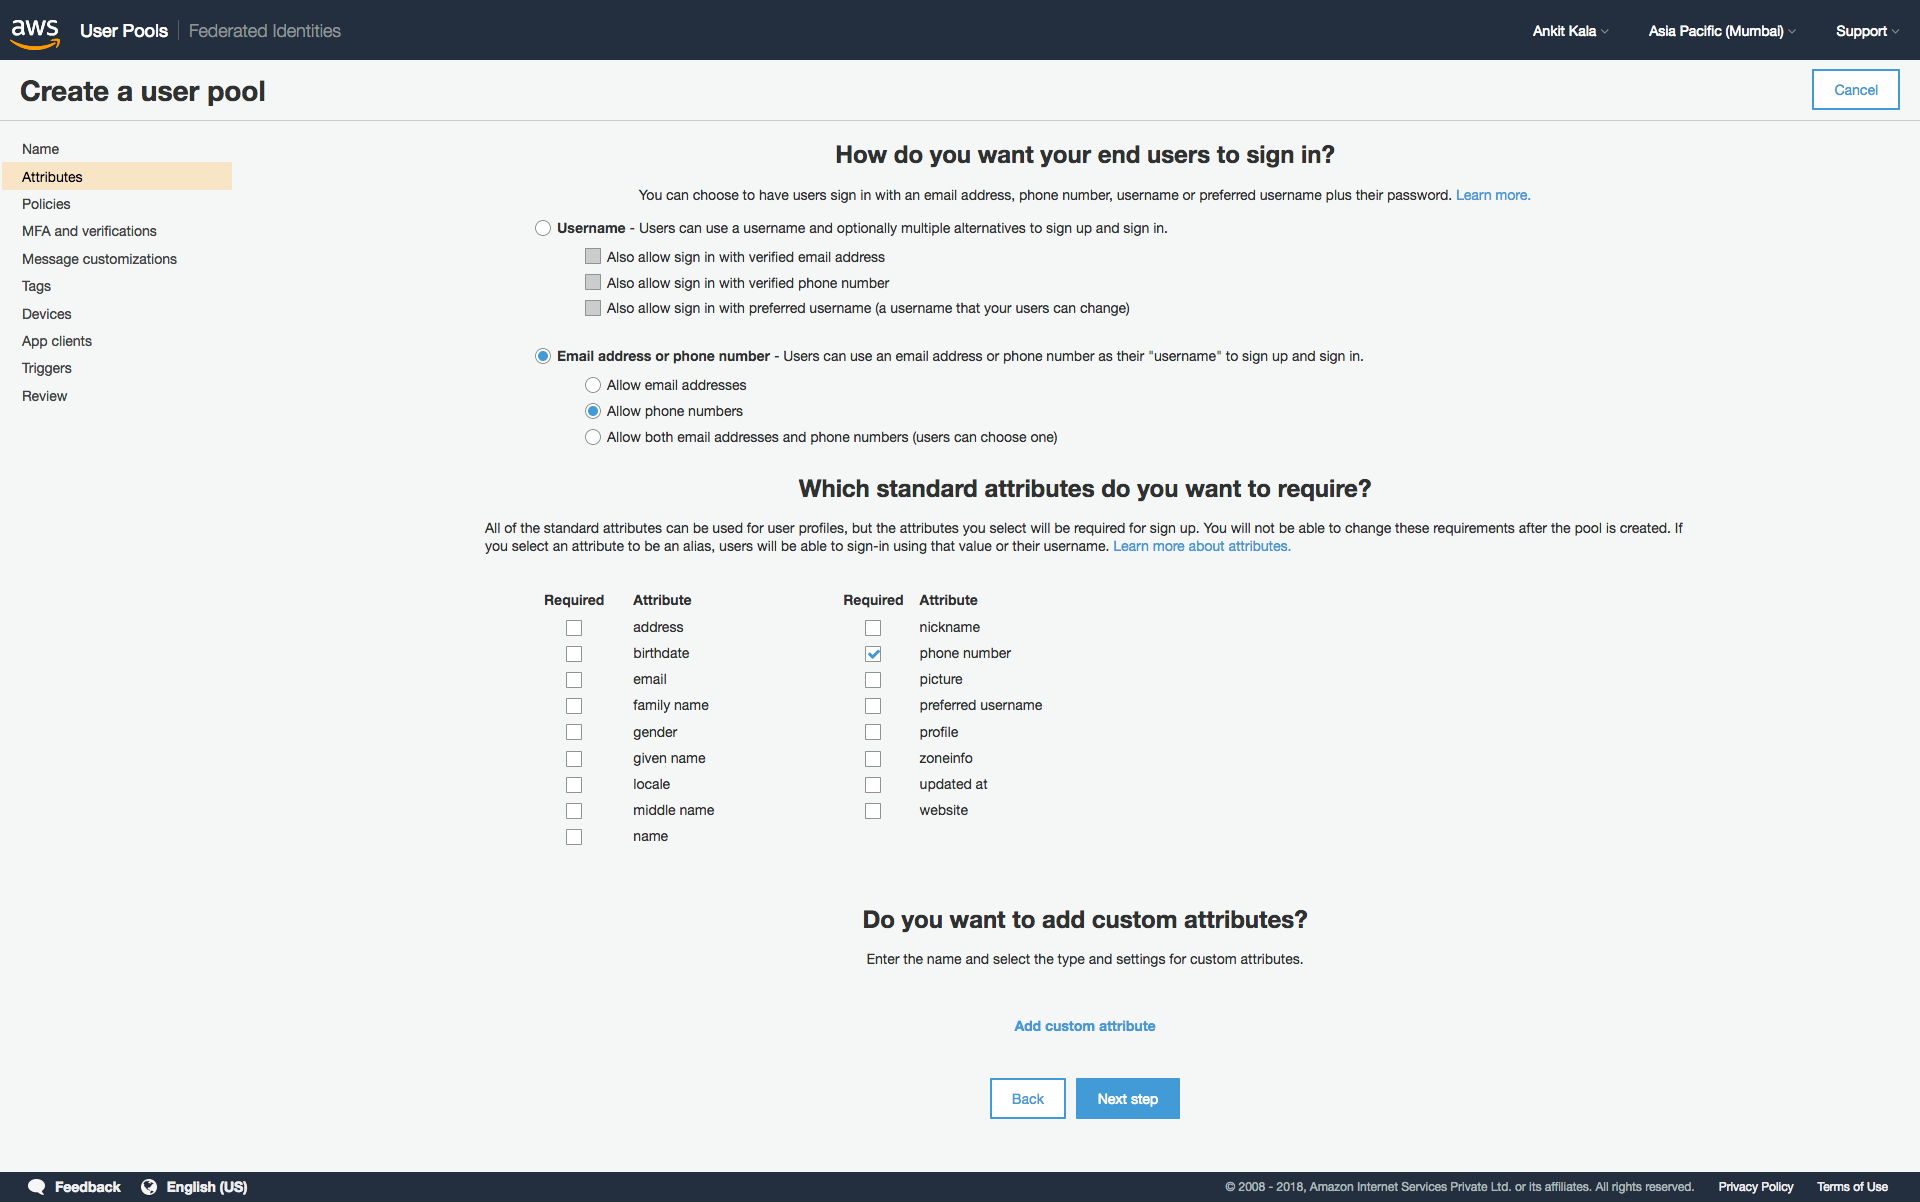 aws User Pools Federated Identities Ankit Kala Asia Pacific (Mumbai) Support
Create a user pool Cancel
Name
Attributes
Policies
MFA and verifications
Message customizations
Tags
Devices
App clients
Triggers
Review
How do you want your end users to sign in?
You can choose to have users sign in with an email address, phone number, username or preferred username plus their password. Learn more.
Username - Users can use a username and optionally multiple alternatives to sign up and sign in.
Also allow sign in with verified email address
Also allow sign in with verified phone number
Also allow sign in with preferred username (a username that your users can change)
Email address or phone number - Users can use an email address or phone number as their "username" to sign up and sign in.
Allow email addresses
Allow phone numbers
Allow both email addresses and phone numbers (users can choose one)
Which standard attributes do you want to require?
All of the standard attributes can be used for user profiles, but the attributes you select will be required for sign up. You will not be able to change these requirements after the pool is created. If
you select an attribute to be an alias, users will be able to sign-in using that value or their username. Learn more about attributes.
Required Attribute Required Attribute
address nickname
birthdate phone number
email picture
family name preferred username
gender profile
given name zoneinfo
locale updated at
middle name website
name
Do you want to add custom attributes?
Enter the name and select the type and settings for custom attributes.
Add custom attribute
Back Next step
Feedback English (US) © 2008 - 2018, Amazon Internet Services Private Ltd. or its affiliates. All rights reserved. Privacy Policy Terms of Use